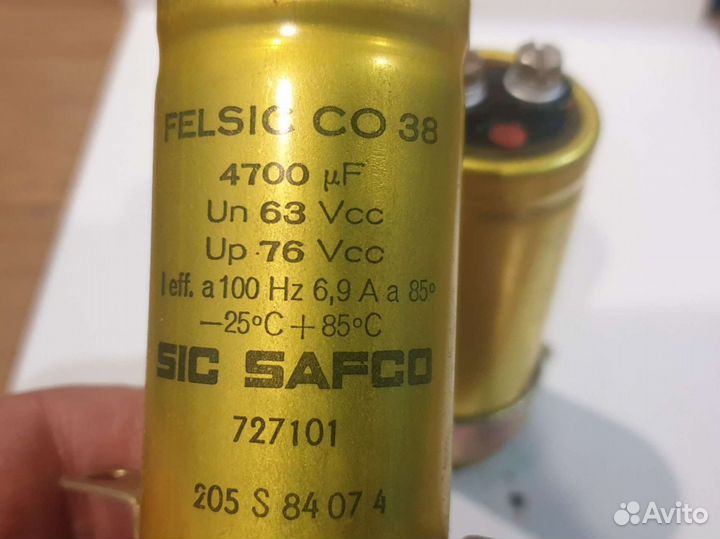 FELSIC CO 38
4700 µF
Un 63 Vcc
Up 76 Vcc
I eff. a 100 Hz 6,9 A a 85°
−25°C + 85°C
SIC SAFCO
727101
205 S 84 07 4
Avito